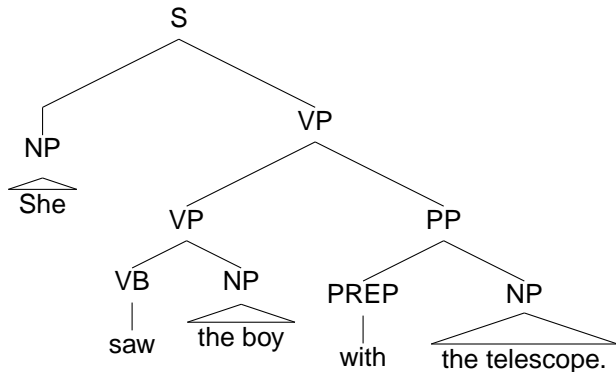 S
VP
NP
She
VP PP
VB NP PREP NP
saw the boy with the telescope.